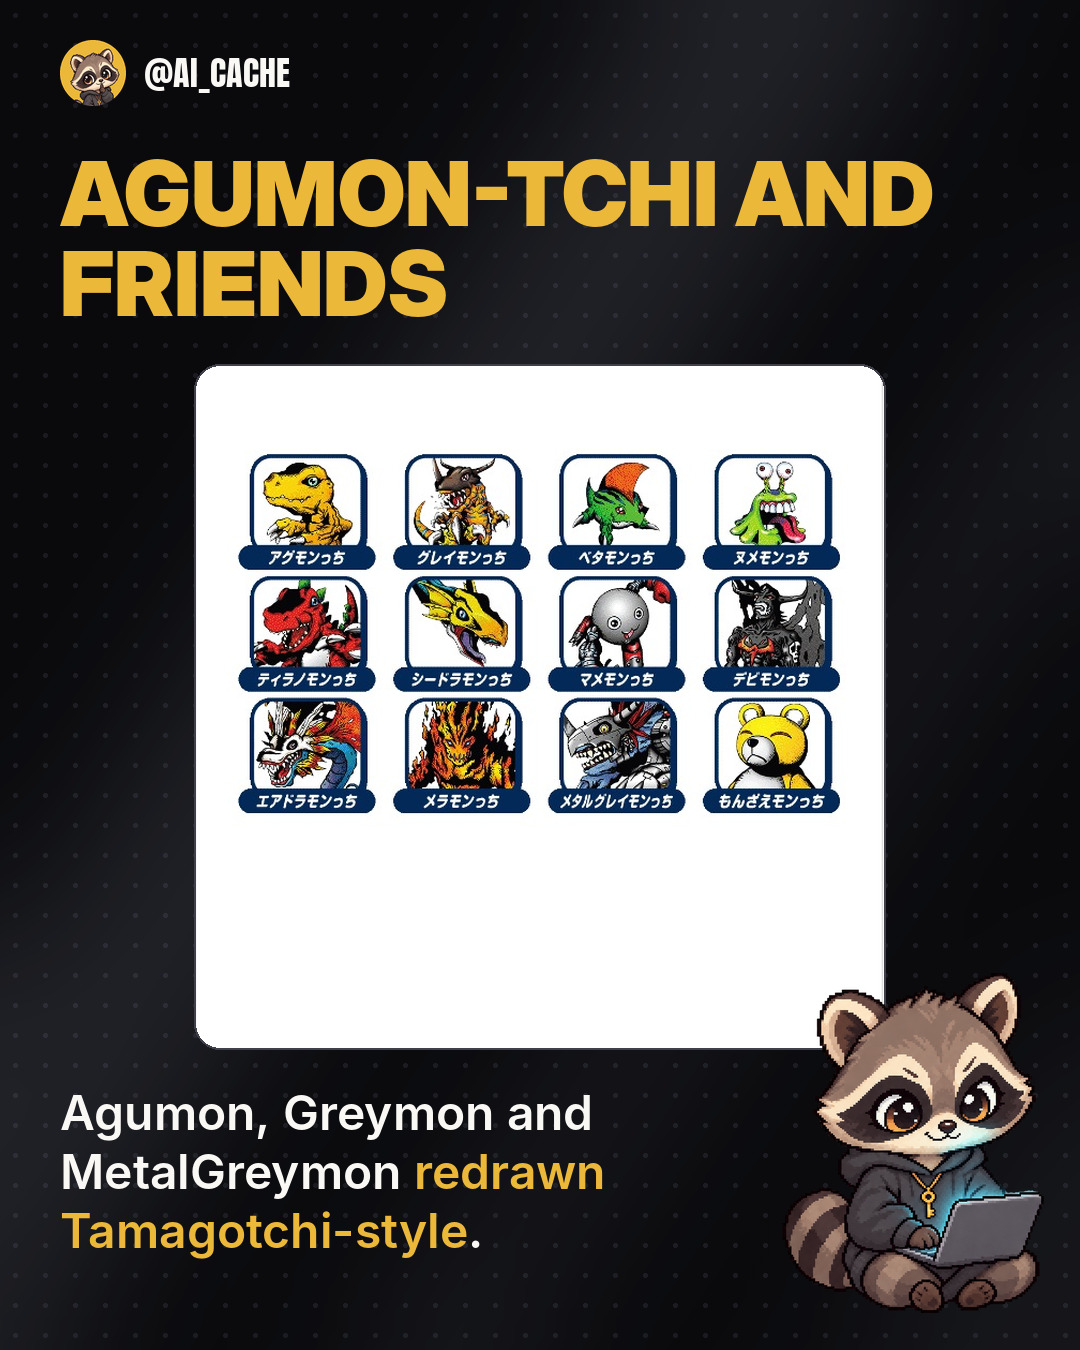 @AI_CACHE
AGUMON-TCHI AND
FRIENDS
アグモンっち
グレイモンっち
ベタモンっち
ヌメモンっち
ティラノモンっち
シードラモンっち
マメモンっち
デビモンっち
エアドラモンっち
メラモンっち
メタルグレイモンっち
もんざえモンっち
Agumon, Greymon and
MetalGreymon redrawn
Tamagotchi-style.